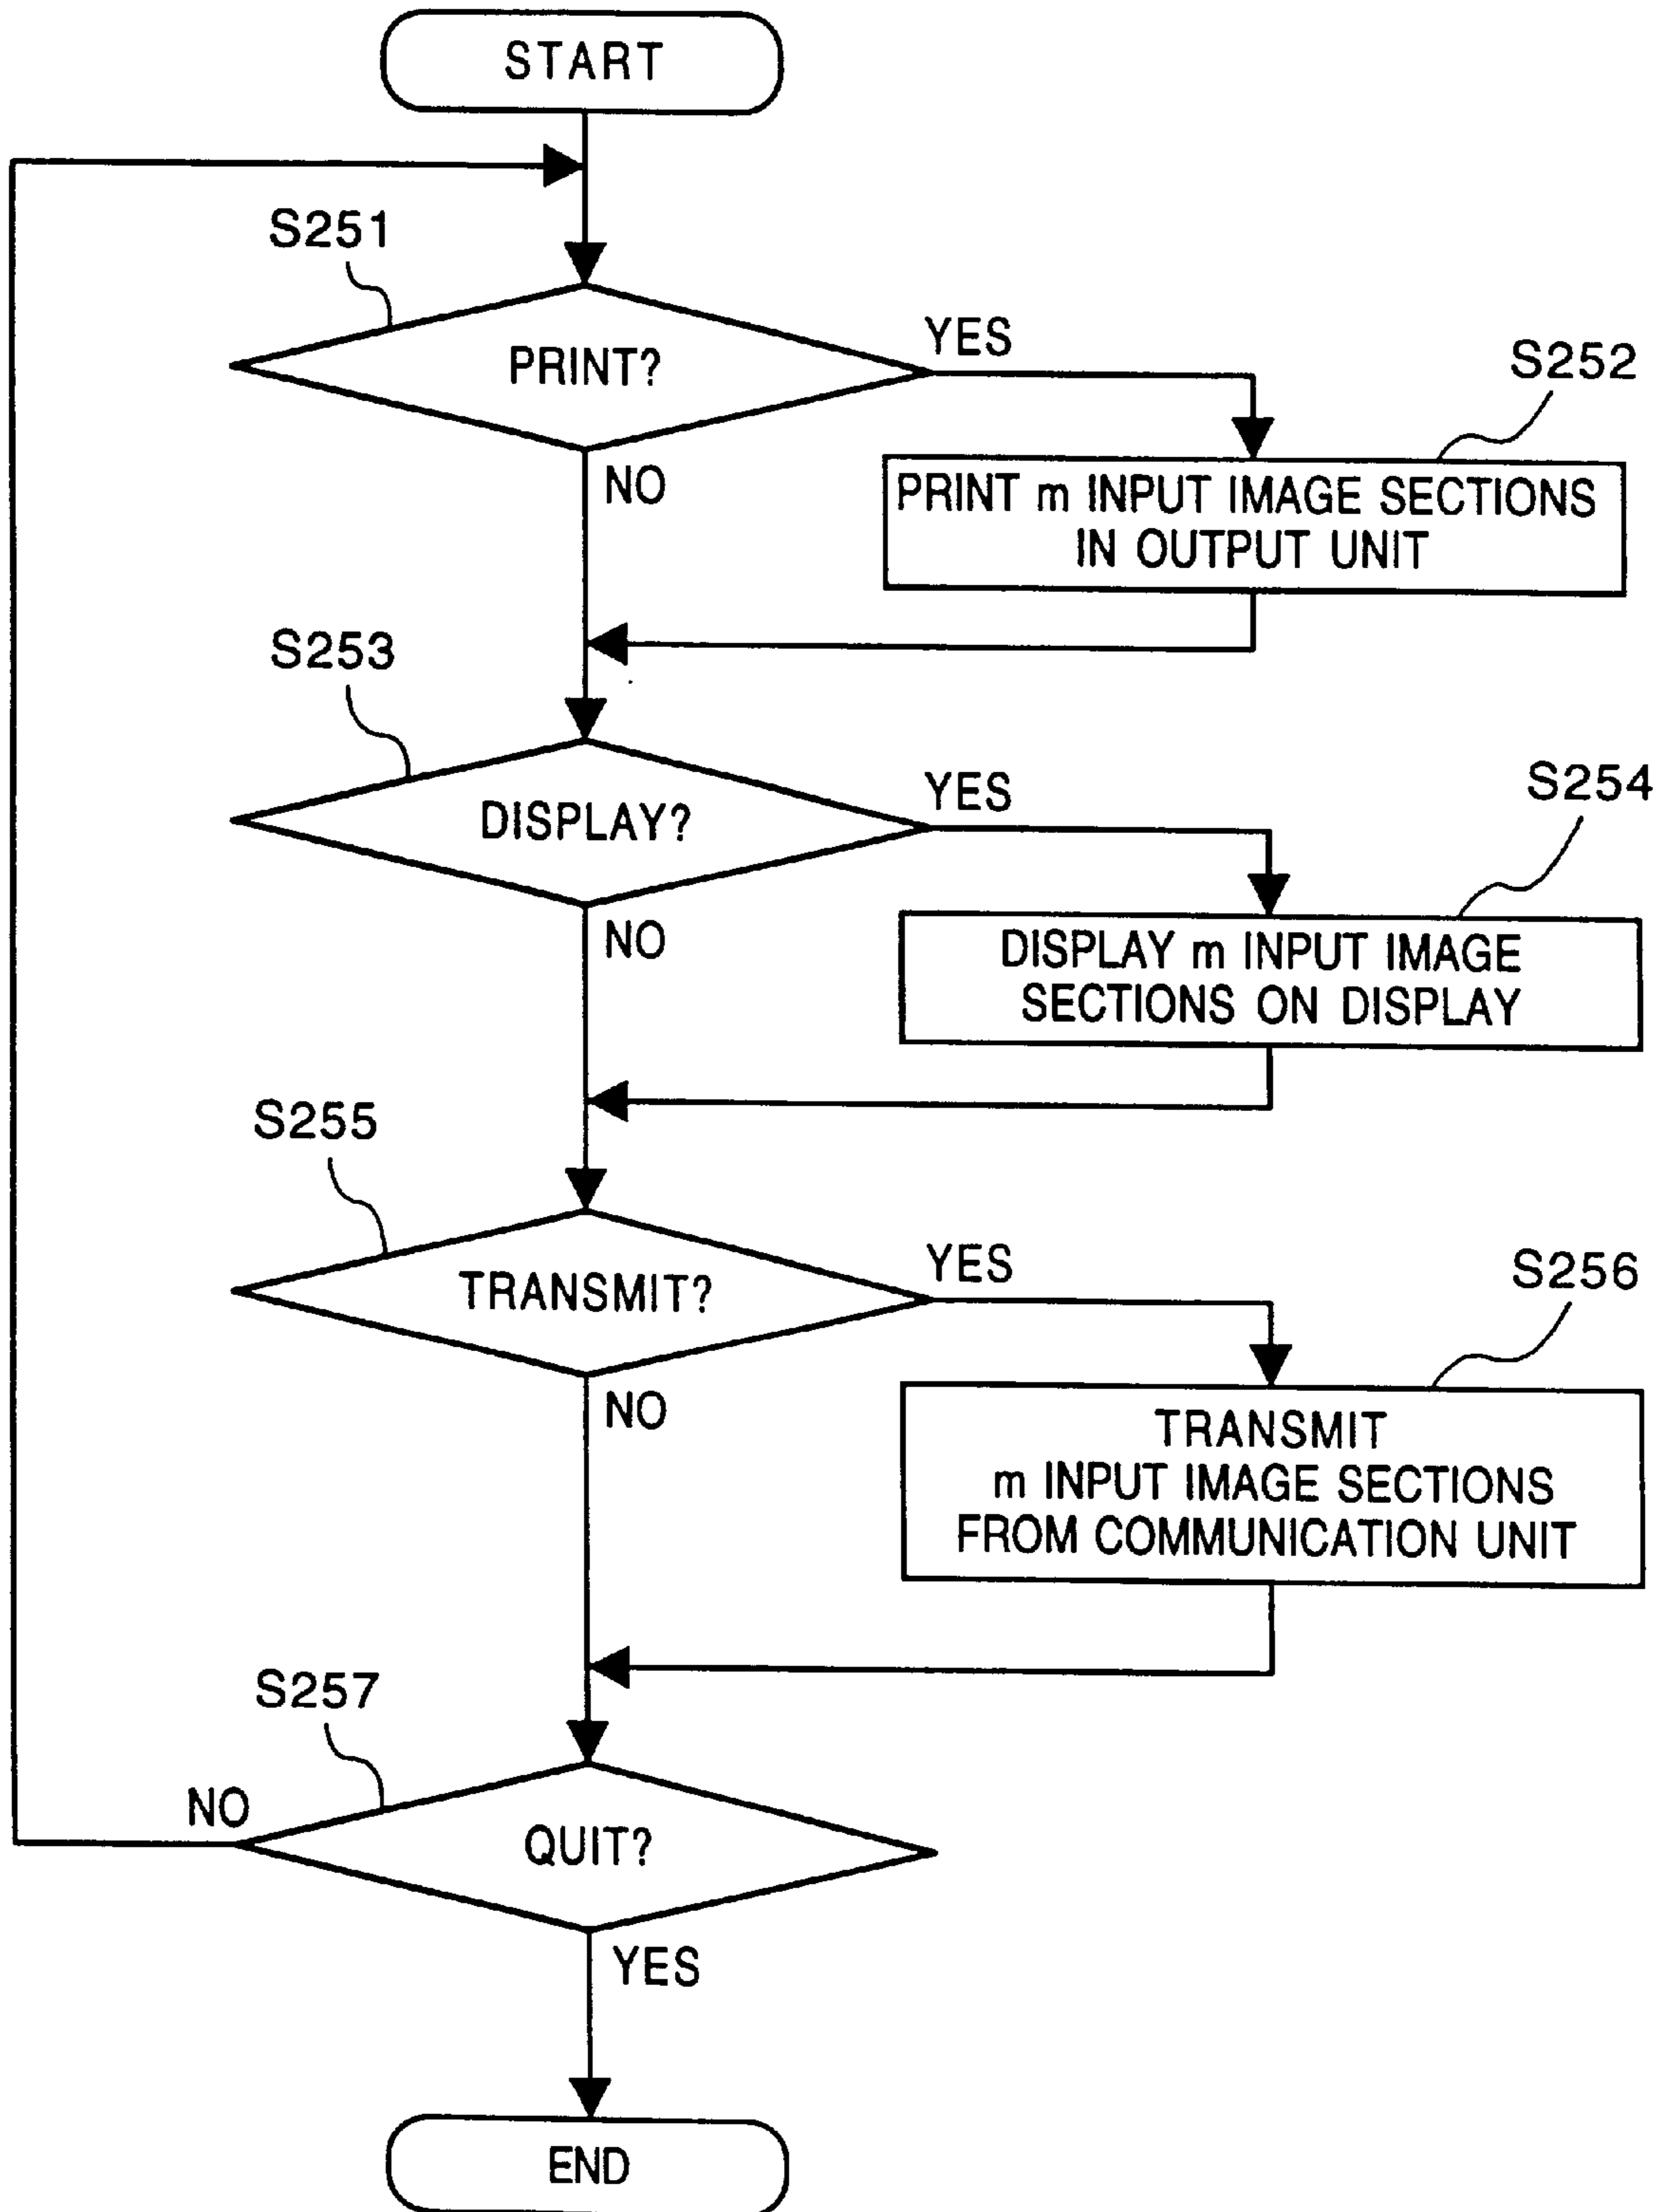 START
S251
PRINT?
YES
S252
NO
PRINT m INPUT IMAGE SECTIONS
IN OUTPUT UNIT
S253
DISPLAY?
YES
S254
NO
DISPLAY m INPUT IMAGE
SECTIONS ON DISPLAY
S255
TRANSMIT?
YES
S256
NO
TRANSMIT
m INPUT IMAGE SECTIONS
FROM COMMUNICATION UNIT
S257
NO
QUIT?
YES
END